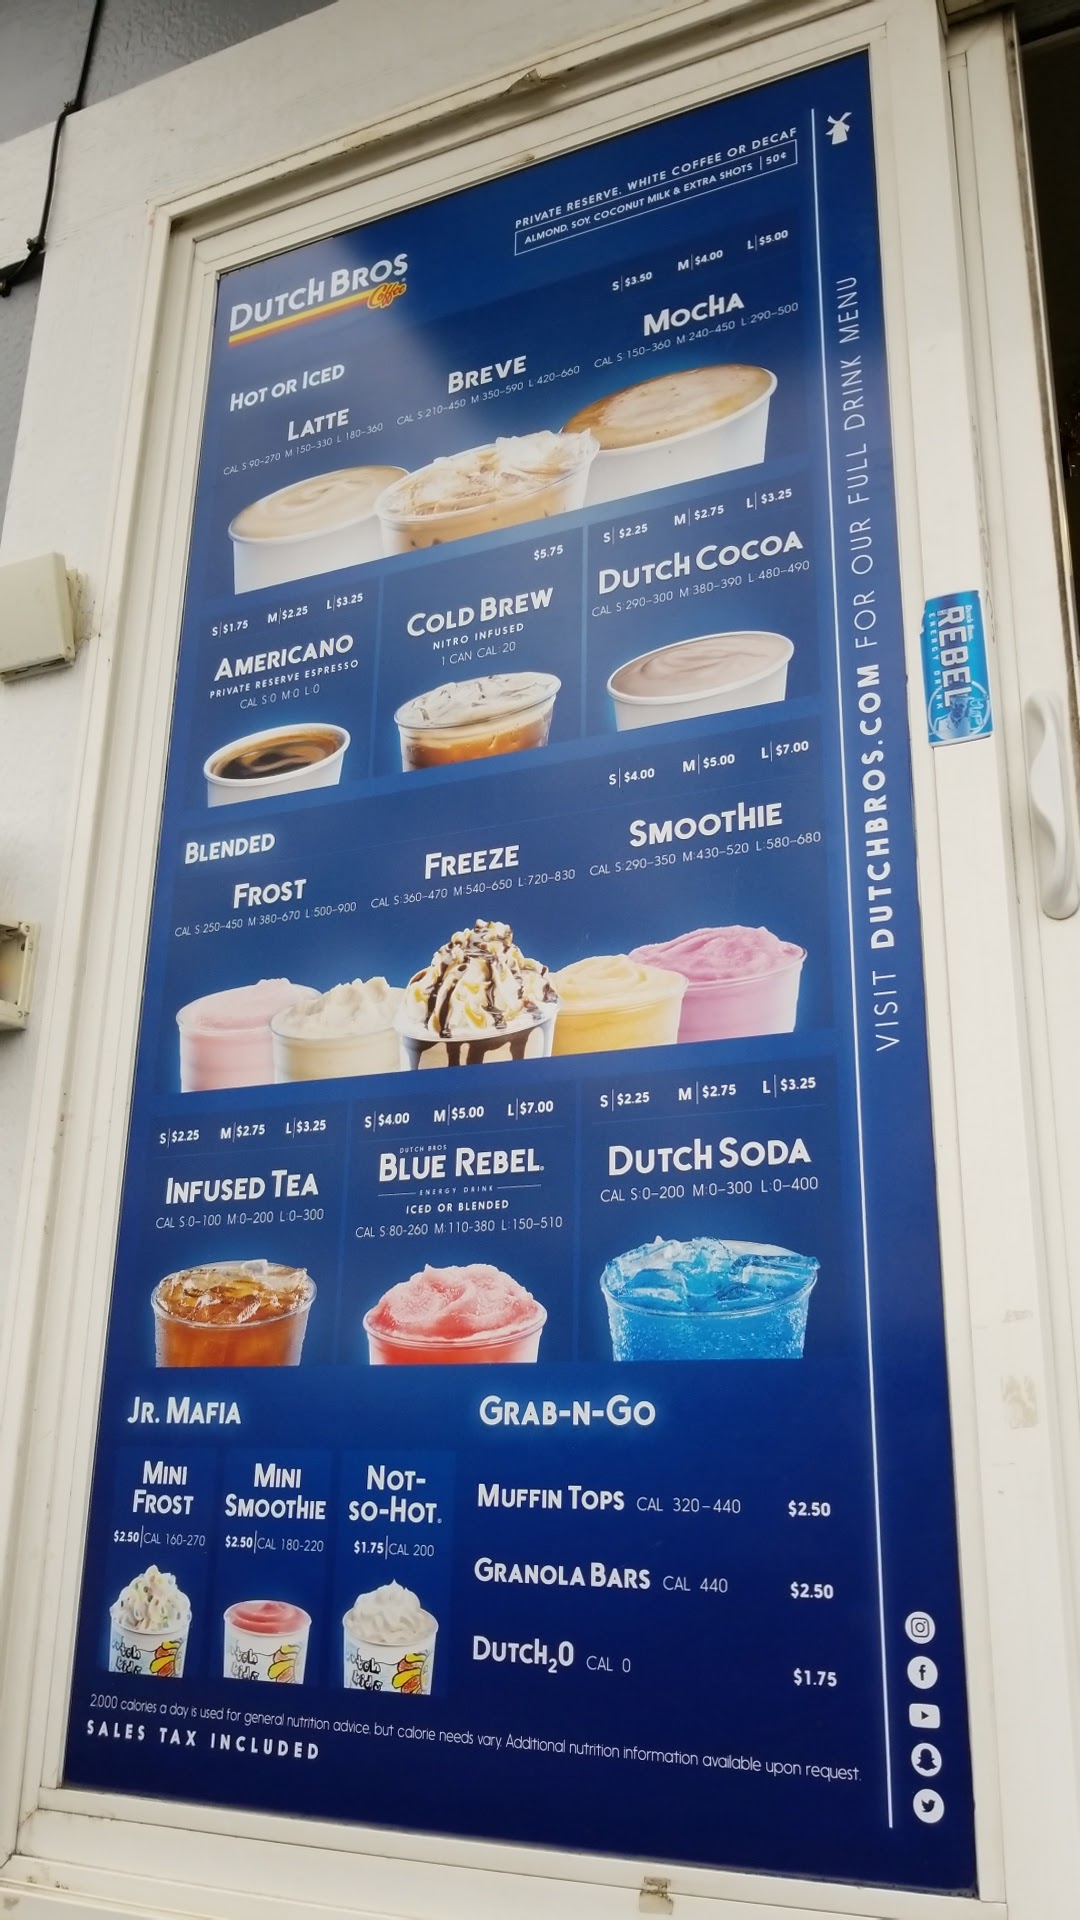 PRIVATE RESERVE, WHITE COFFEE OR DECAF
ALMOND, SOY, COCONUT MILK & EXTRA SHOTS | 50¢
DUTCH BROS
Coffee
HOT OR ICED
S|$3.50 M|$4.00 L|$5.00
LATTE
CAL S:90-270 M:150-330 L:180-360
BREVE
CAL S:210-450 M:350-590 L:420-660
MOCHA
CAL S:150-360 M:240-450 L:290-500
S|$1.75 M|$2.25 L|$3.25
AMERICANO
PRIVATE RESERVE ESPRESSO
CAL S:0 M:0 L:0
$5.75
COLD BREW
NITRO INFUSED
1 CAN CAL:20
S|$2.25 M|$2.75 L|$3.25
DUTCH COCOA
CAL S:290-300 M:380-390 L:480-490
BLENDED
S|$4.00 M|$5.00 L|$7.00
FROST
CAL S:250-450 M:380-670 L:500-900
FREEZE
CAL S:360-470 M:540-650 L:720-830
SMOOTHIE
CAL S:290-350 M:430-520 L:580-680
S|$2.25 M|$2.75 L|$3.25
INFUSED TEA
CAL S:0-100 M:0-200 L:0-300
S|$4.00 M|$5.00 L|$7.00
DUTCH BROS
BLUE REBEL.
ENERGY DRINK
ICED OR BLENDED
CAL S:80-260 M:110-380 L:150-510
S|$2.25 M|$2.75 L|$3.25
DUTCH SODA
CAL S:0-200 M:0-300 L:0-400
JR. MAFIA
MINI
FROST
$2.50|CAL 160-270
MINI
SMOOTHIE
$2.50|CAL 180-220
NOT-
SO-HOT.
$1.75|CAL 200
GRAB-N-GO
MUFFIN TOPS CAL 320-440 $2.50
GRANOLA BARS CAL 440 $2.50
DUTCH₂O CAL 0 $1.75
2,000 calories a day is used for general nutrition advice, but calorie needs vary. Additional nutrition information available upon request.
SALES TAX INCLUDED
VISIT DUTCHBROS.COM FOR OUR FULL DRINK MENU
REBEL
ENERGY DRINK